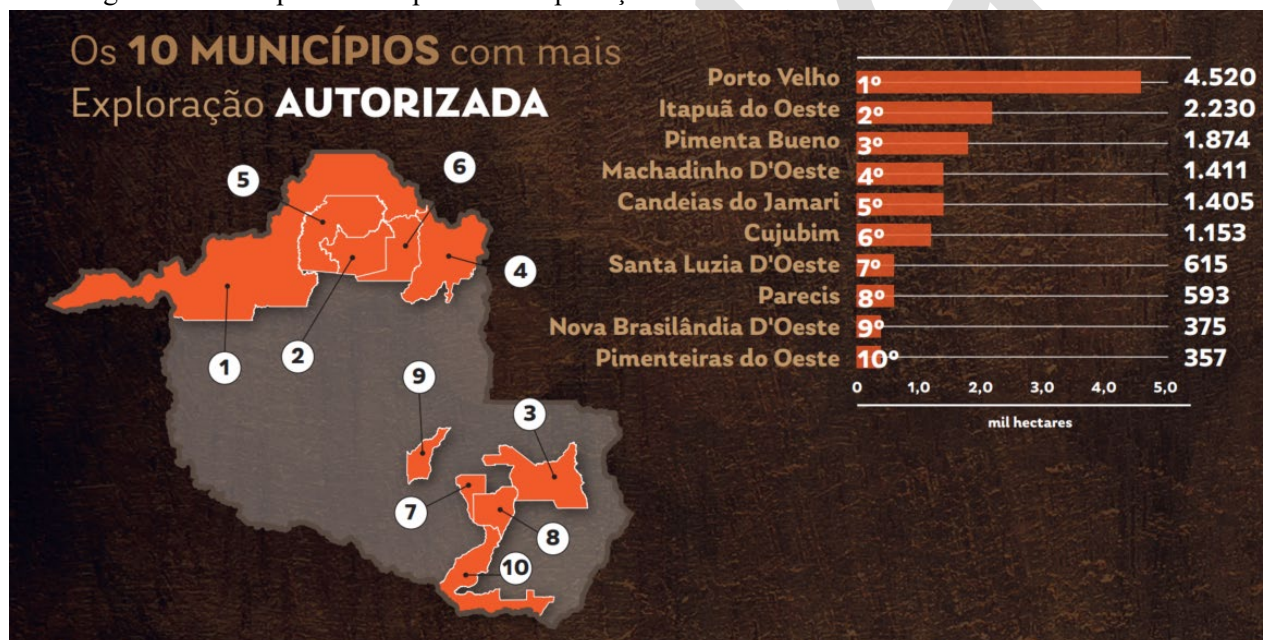 Os 10 MUNICÍPIOS com mais
Exploração AUTORIZADA
5
6
4
1
2
9
3
7
8
10
Porto Velho 1º 4.520
Itapuã do Oeste 2º 2.230
Pimenta Bueno 3º 1.874
Machadinho D'Oeste 4º 1.411
Candeias do Jamari 5º 1.405
Cujubim 6º 1.153
Santa Luzia D'Oeste 7º 615
Parecis 8º 593
Nova Brasilândia D'Oeste 9º 375
Pimenteiras do Oeste 10º 357
0 1,0 2,0 3,0 4,0 5,0
mil hectares